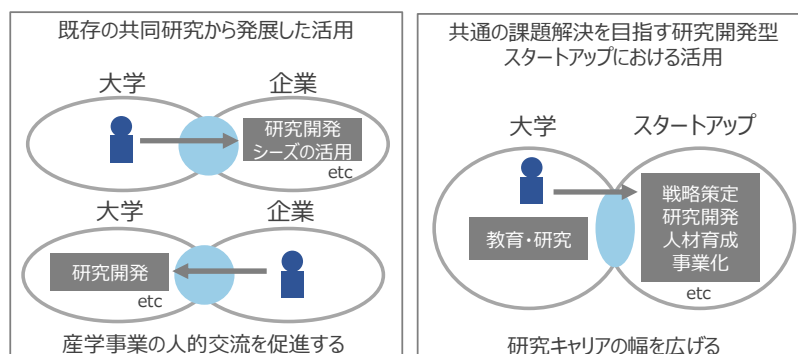 既存の共同研究から発展した活用
大学
企業
研究開発
シーズの活用
etc
大学
企業
研究開発
etc
産学事業の人的交流を促進する
共通の課題解決を目指す研究開発型
スタートアップにおける活用
大学
スタートアップ
教育・研究
戦略策定
研究開発
人材育成
事業化
etc
研究キャリアの幅を広げる